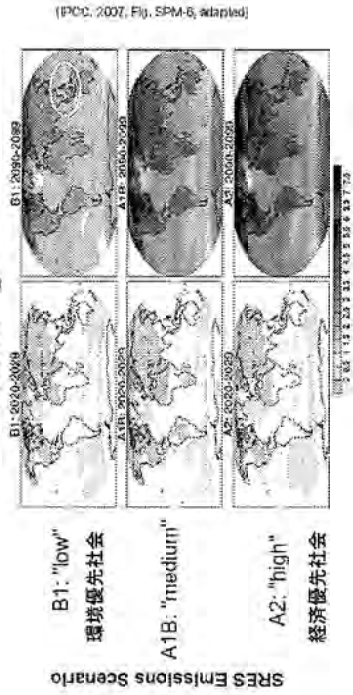 (IPCC, 2007, Fig. SPM-6, adapted)
SRES Emissions Scenario
B1: "low"
環境優先社会
B1: 2020-2029
B1: 2090-2099
A1B: "medium"
A1B: 2020-2029
A1B: 2090-2099
A2: "high"
経済優先社会
A2: 2020-2029
A2: 2090-2099